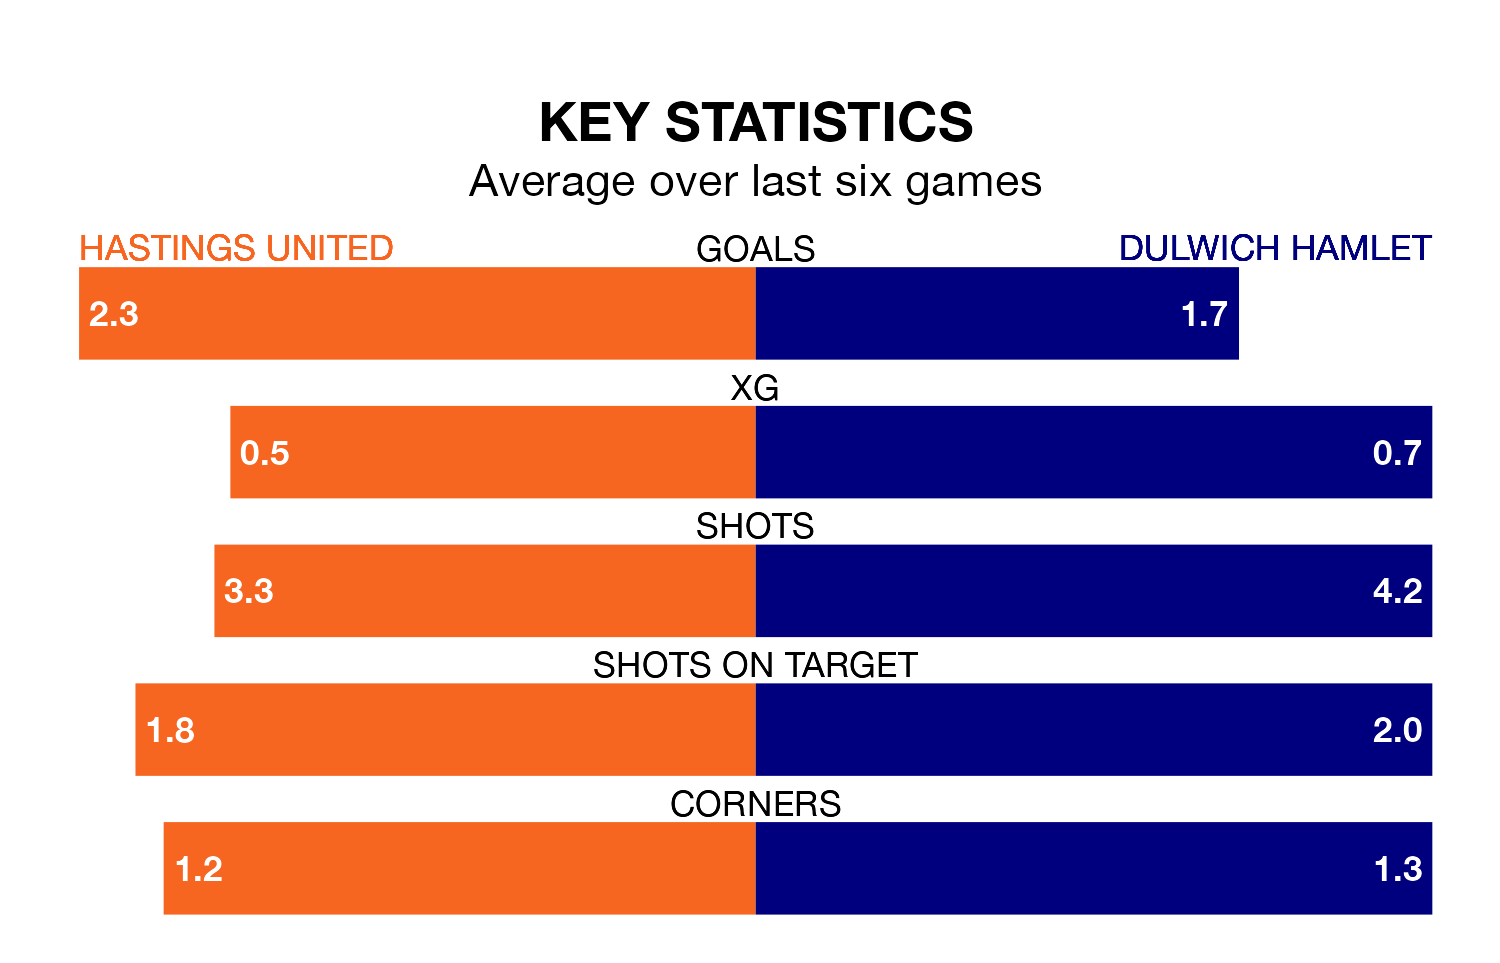 KEY STATISTICS
Average over last six games
HASTINGS UNITED GOALS DULWICH HAMLET
2.3 1.7
XG
0.5 0.7
SHOTS
3.3 4.2
SHOTS ON TARGET
1.8 2.0
CORNERS
1.2 1.3